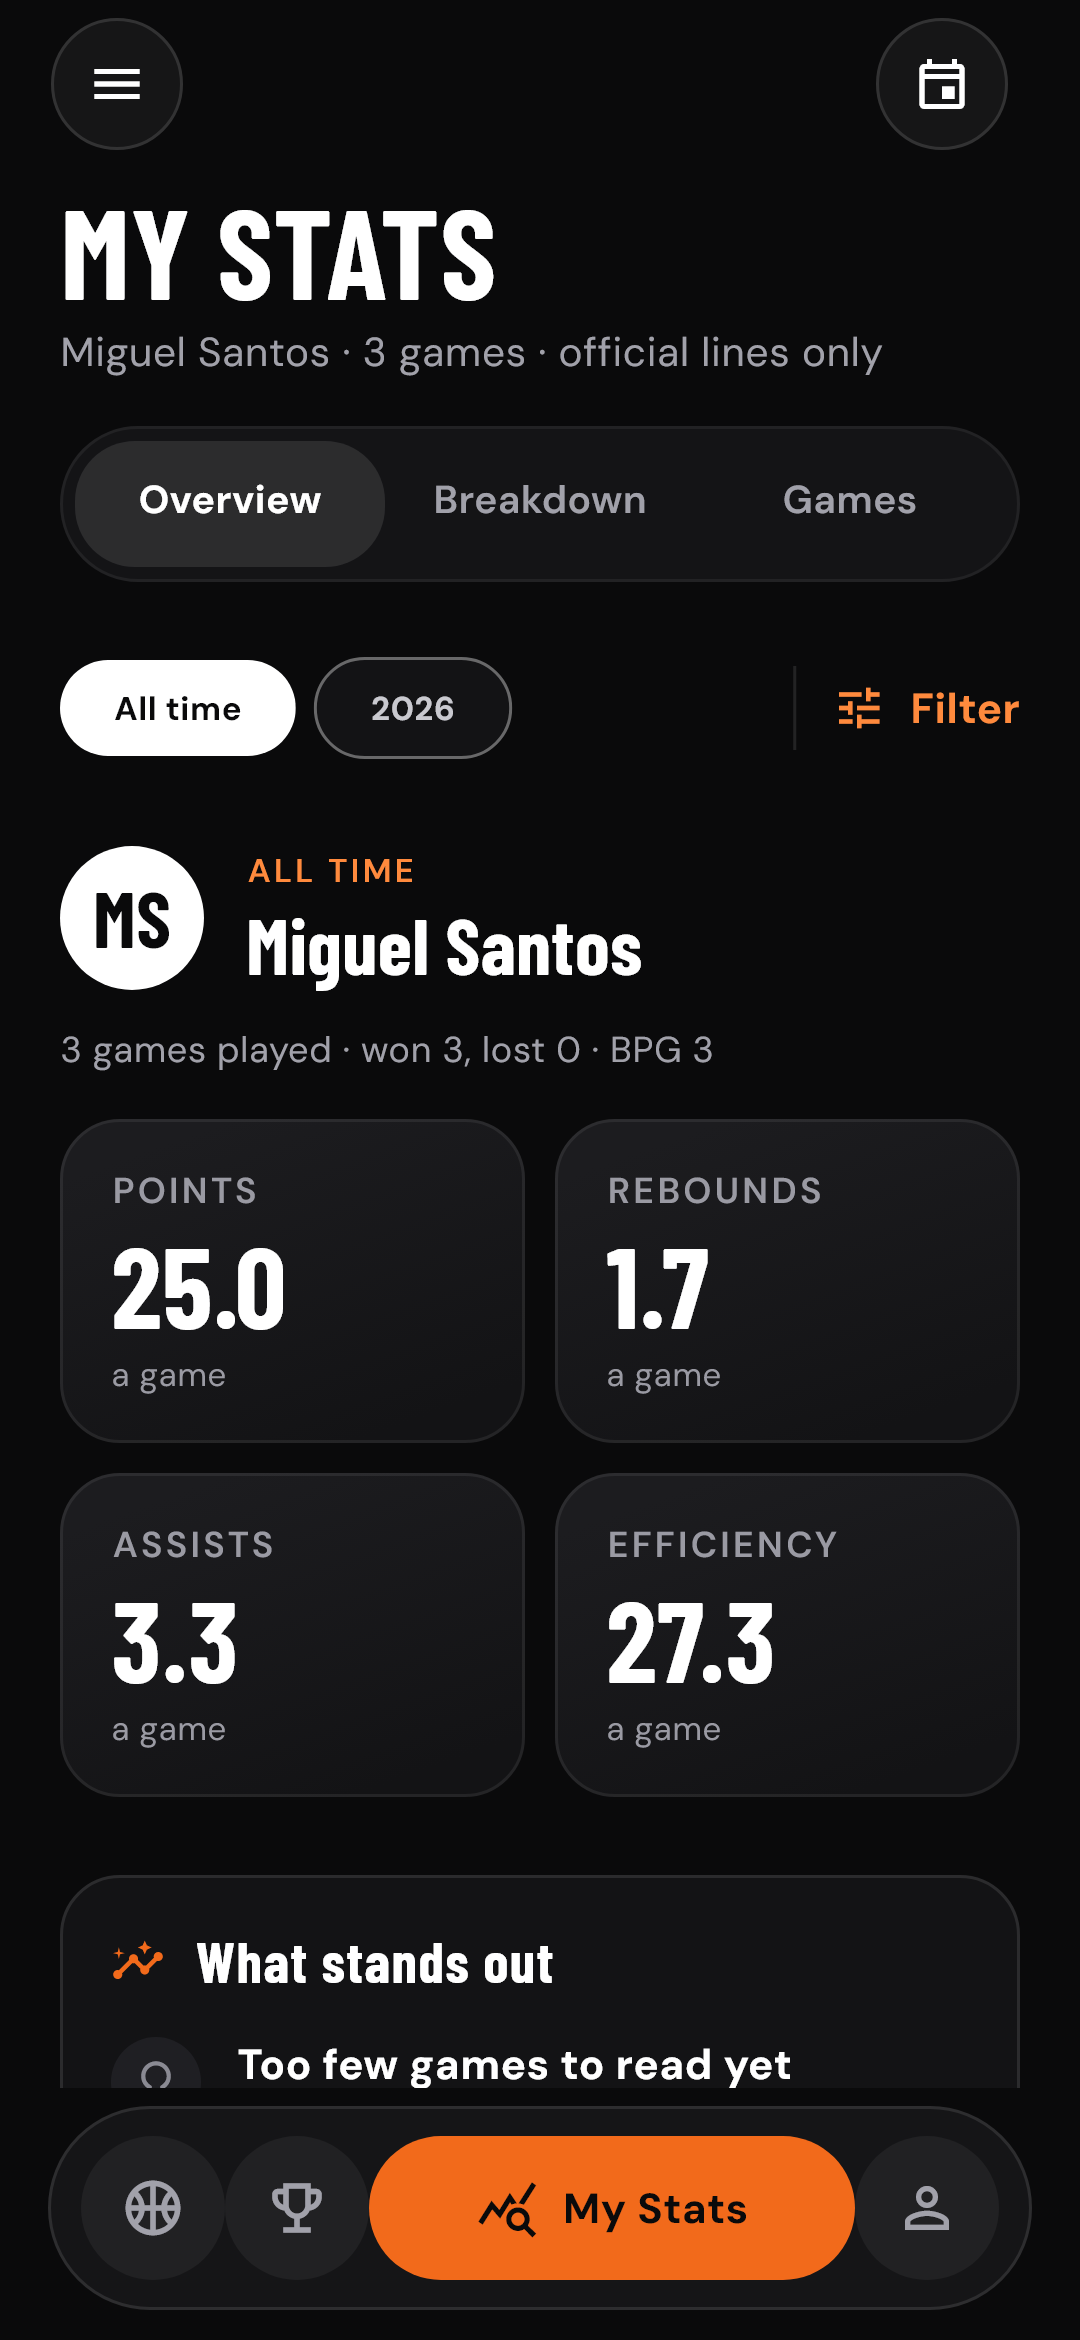 MY STATS
Miguel Santos · 3 games · official lines only
Overview
Breakdown
Games
All time
2026
Filter
MS
ALL TIME
Miguel Santos
3 games played · won 3, lost 0 · BPG 3
POINTS
25.0
a game
REBOUNDS
1.7
a game
ASSISTS
3.3
a game
EFFICIENCY
27.3
a game
What stands out
Too few games to read yet
My Stats